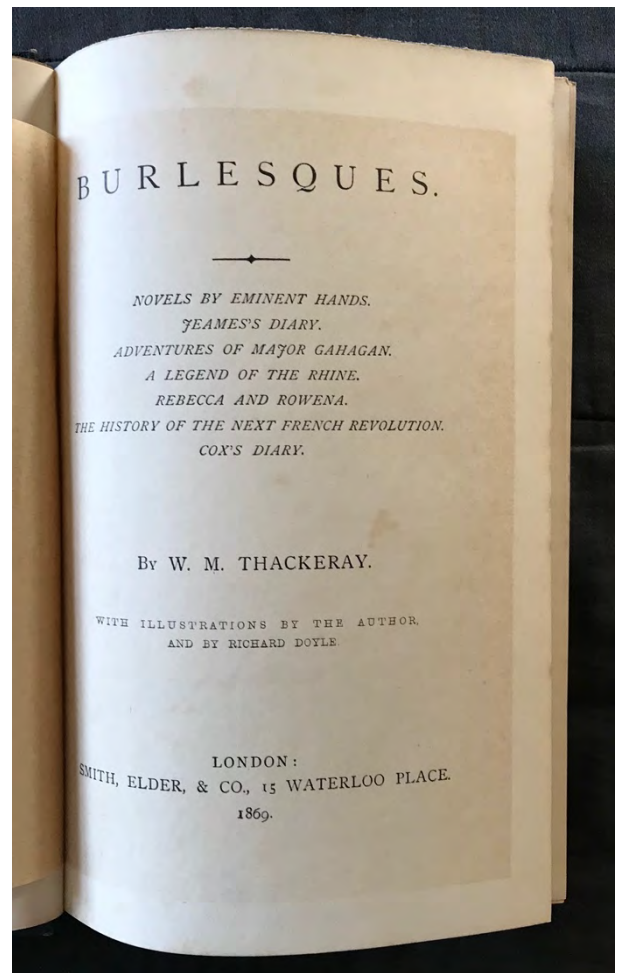 BURLESQUES.
NOVELS BY EMINENT HANDS.
JEAMES'S DIARY.
ADVENTURES OF MAJOR GAHAGAN.
A LEGEND OF THE RHINE.
REBECCA AND ROWENA.
THE HISTORY OF THE NEXT FRENCH REVOLUTION.
COX'S DIARY.
By W. M. THACKERAY.
WITH ILLUSTRATIONS BY THE AUTHOR,
AND BY RICHARD DOYLE.
LONDON:
SMITH, ELDER, & CO., 15 WATERLOO PLACE.
1869.